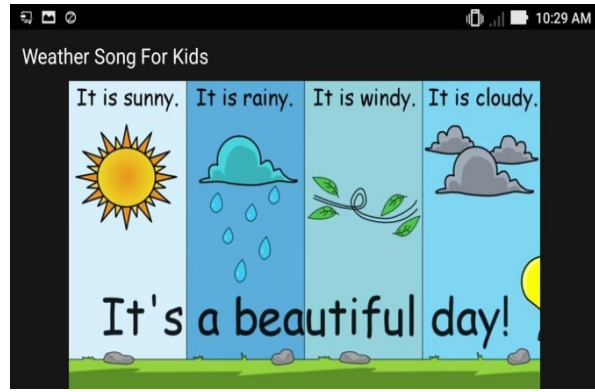 10:29 AM
Weather Song For Kids
It is sunny. It is rainy. It is windy. It is cloudy.
It's a beautiful day!